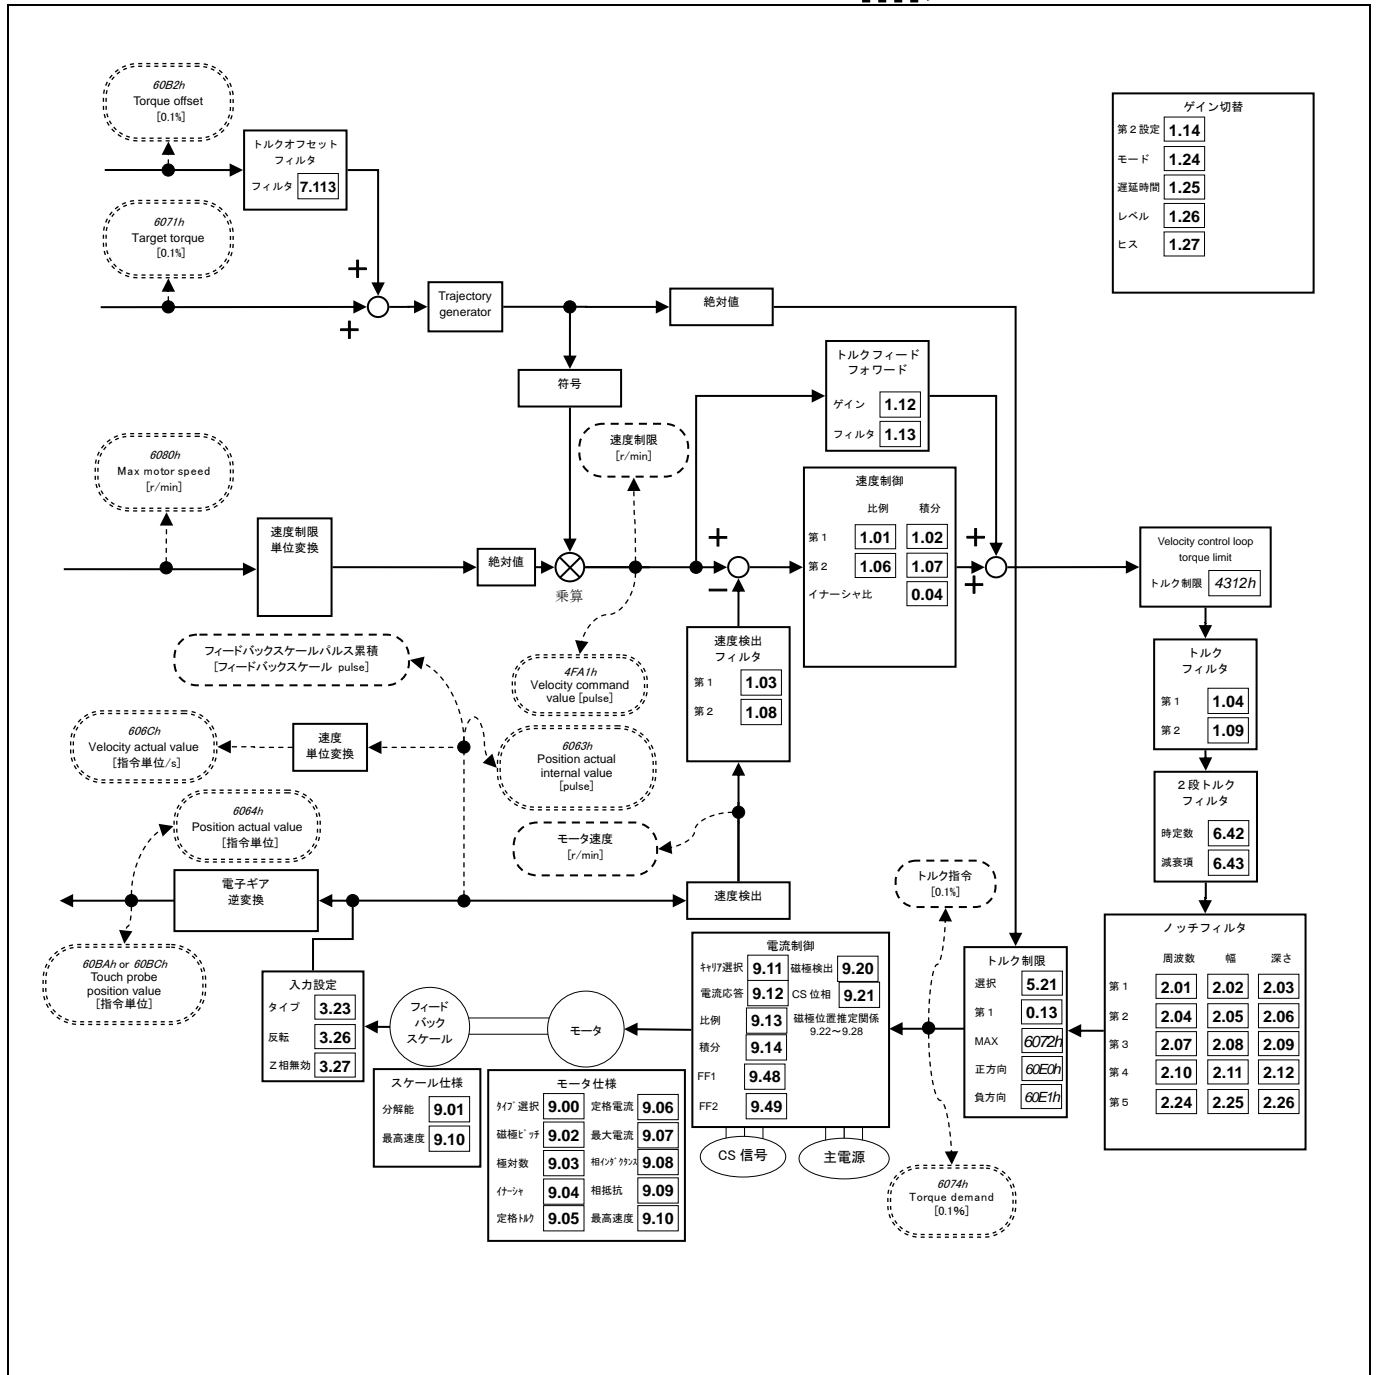 60B2h
Torque offset
[0.1%]
トルクオフセット
フィルタ
フィルタ 7.113
6071h
Target torque
[0.1%]
+
+
Trajectory
generator
絶対値
符号
ゲイン切替
第２設定 1.14
モード 1.24
遅延時間 1.25
レベル 1.26
ヒス 1.27
トルクフィード
フォワード
ゲイン 1.12
フィルタ 1.13
速度制限
[r/min]
6080h
Max motor speed
[r/min]
速度制限
単位変換
絶対値
乗算
+
−
速度制御
比例 積分
第１ 1.01 1.02
第２ 1.06 1.07
イナーシャ比 0.04
+
+
Velocity control loop
torque limit
トルク制限 4312h
フィードバックスケールパルス累積
[フィードバックスケール pulse]
4FA1h
Velocity command
value [pulse]
速度検出
フィルタ
第１ 1.03
第２ 1.08
トルク
フィルタ
第１ 1.04
第２ 1.09
606Ch
Velocity actual value
[指令単位/s]
速度
単位変換
6063h
Position actual
internal value
[pulse]
２段トルク
フィルタ
時定数 6.42
減衰項 6.43
6064h
Position actual value
[指令単位]
モータ速度
[r/min]
電子ギア
逆変換
速度検出
トルク指令
[0.1%]
60BAh or 60BCh
Touch probe
position value
[指令単位]
入力設定
タイプ 3.23
反転 3.26
Ｚ相無効 3.27
フィード
バック
スケール
モータ
電流制御
ｷｬﾘｱ選択 9.11 磁極検出 9.20
電流応答 9.12 CS 位相 9.21
比例 9.13 磁極位置推定関係
9.22～9.28
積分 9.14
FF1 9.48
FF2 9.49
CS 信号
主電源
トルク制限
選択 5.21
第１ 0.13
MAX 6072h
正方向 60E0h
負方向 60E1h
ノッチフィルタ
周波数 幅 深さ
第１ 2.01 2.02 2.03
第２ 2.04 2.05 2.06
第３ 2.07 2.08 2.09
第４ 2.10 2.11 2.12
第５ 2.24 2.25 2.26
スケール仕様
分解能 9.01
最高速度 9.10
モータ仕様
ﾀｲﾌﾟ選択 9.00 定格電流 9.06
磁極ﾋﾟｯﾁ 9.02 最大電流 9.07
極対数 9.03 相ｲﾝﾀﾞｸﾀﾝｽ 9.08
ｲﾅｰｼｬ 9.04 相抵抗 9.09
定格ﾄﾙｸ 9.05 最高速度 9.10
6074h
Torque demand
[0.1%]